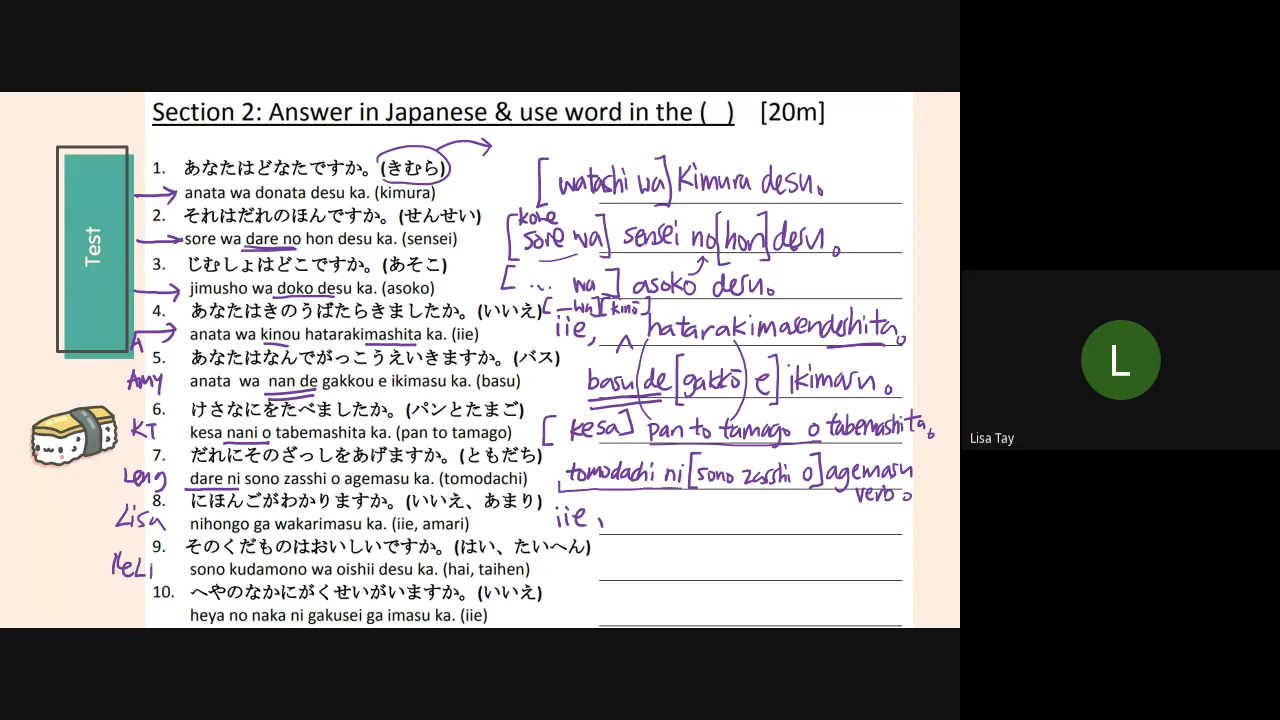 Section 2: Answer in Japanese & use word in the ( ) [20m]
Test
1. あなたはどなたですか。(きむら)
anata wa donata desu ka. (kimura)
[watashi wa] Kimura desu。
2. それはだれのほんですか。(せんせい)
sore wa dare no hon desu ka. (sensei)
kore
[sore wa] sensei no [hon] desu。
3. じむしょはどこですか。(あそこ)
jimusho wa doko desu ka. (asoko)
[... wa] asoko desu。
4. あなたはきのうはたらきましたか。(いいえ)
anata wa kinou hatarakimashita ka. (iie)
[_wa] [kinō]
iie, ^ hatarakimasendeshita。
A
5. あなたはなんでがっこうえいきますか。(バス)
anata wa nan de gakkou e ikimasu ka. (basu)
Amy
basu de [gakkō e] ikimasu。
6. けさなにをたべましたか。(パンとたまご)
kesa nani o tabemashita ka. (pan to tamago)
KT
[kesa] pan to tamago o tabemashita。
7. だれにそのざっしをあげますか。(ともだち)
dare ni sono zasshi o agemasu ka. (tomodachi)
Leng
tomodachi ni [sono zasshi o] agemasu
verb。
8. にほんごがわかりますか。(いいえ、あまり)
nihongo ga wakarimasu ka. (iie, amari)
Lisa
iie,
9. そのくだものはおいしいですか。(はい、たいへん)
sono kudamono wa oishii desu ka. (hai, taihen)
MeLi
10. へやのなかにがくせいがいますか。(いいえ)
heya no naka ni gakusei ga imasu ka. (iie)
L
Lisa Tay